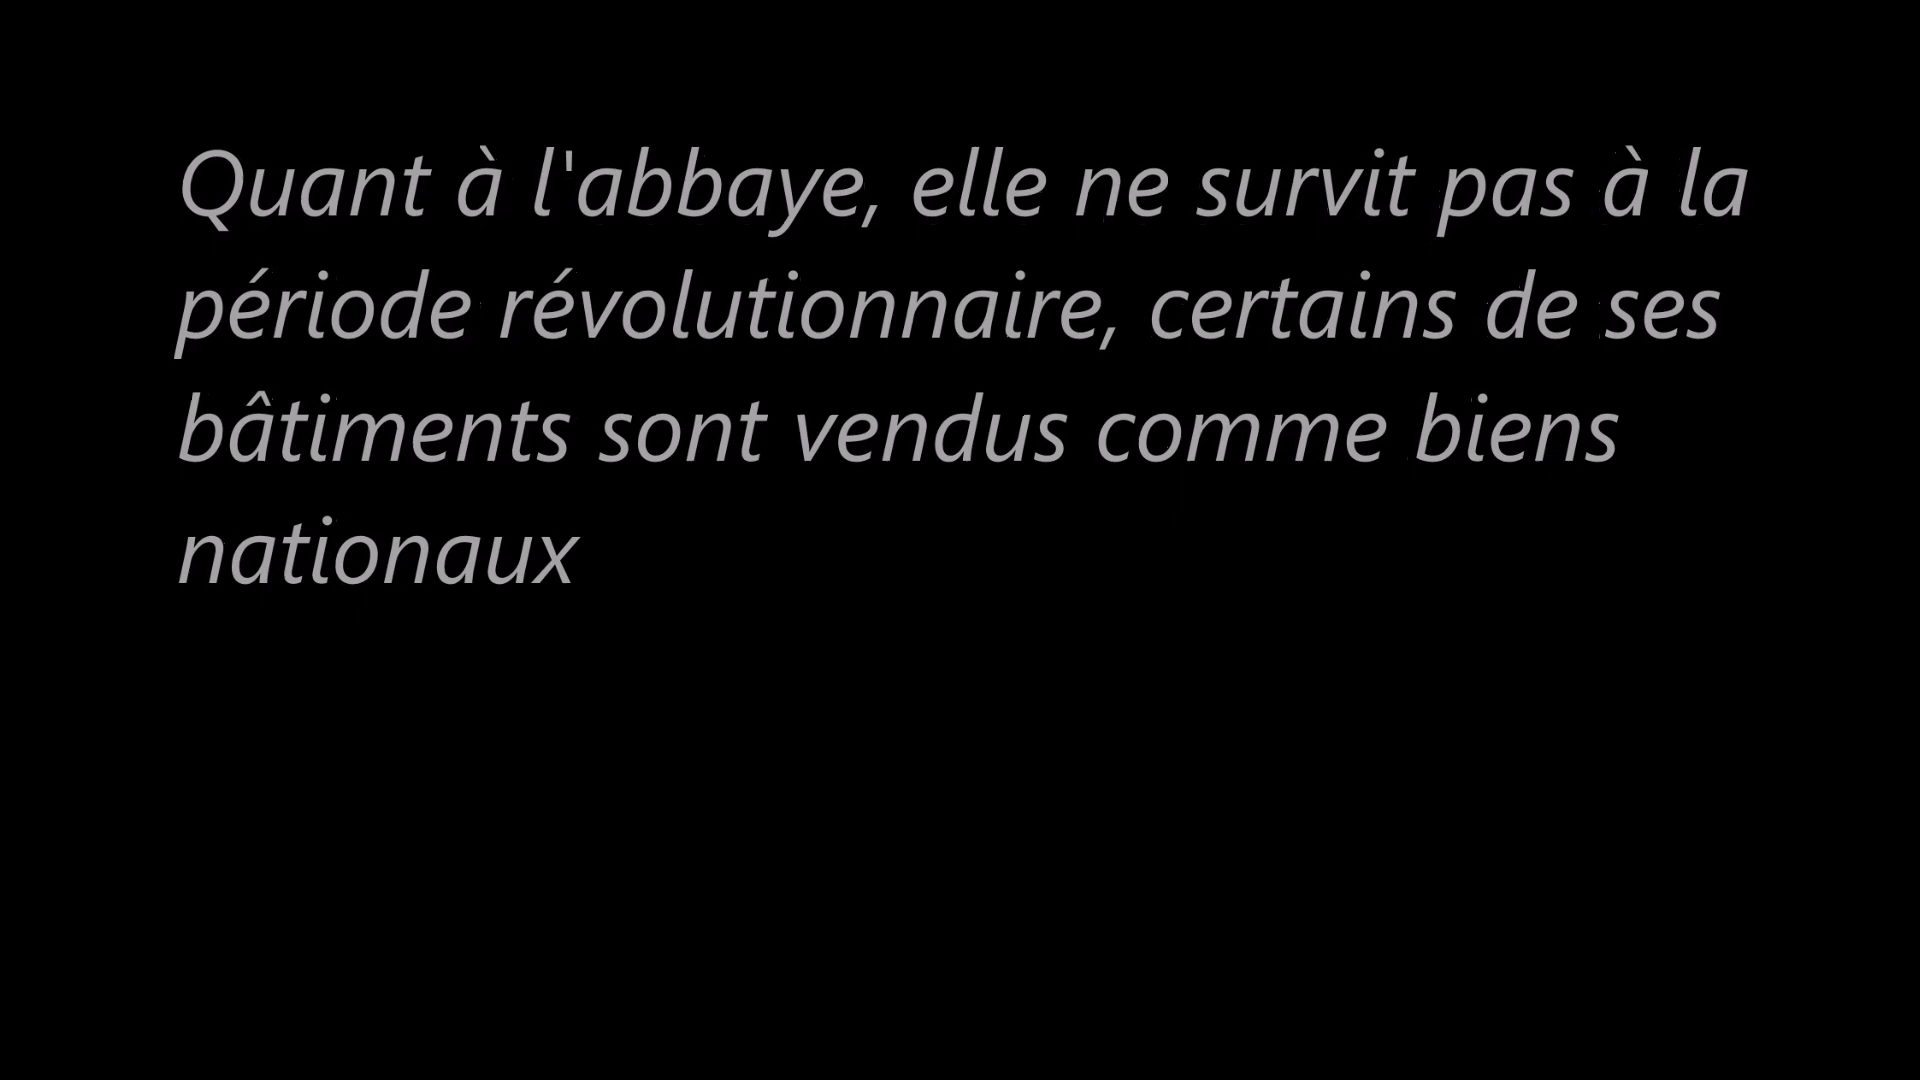 Quant à l'abbaye, elle ne survit pas à la
période révolutionnaire, certains de ses
bâtiments sont vendus comme biens
nationaux